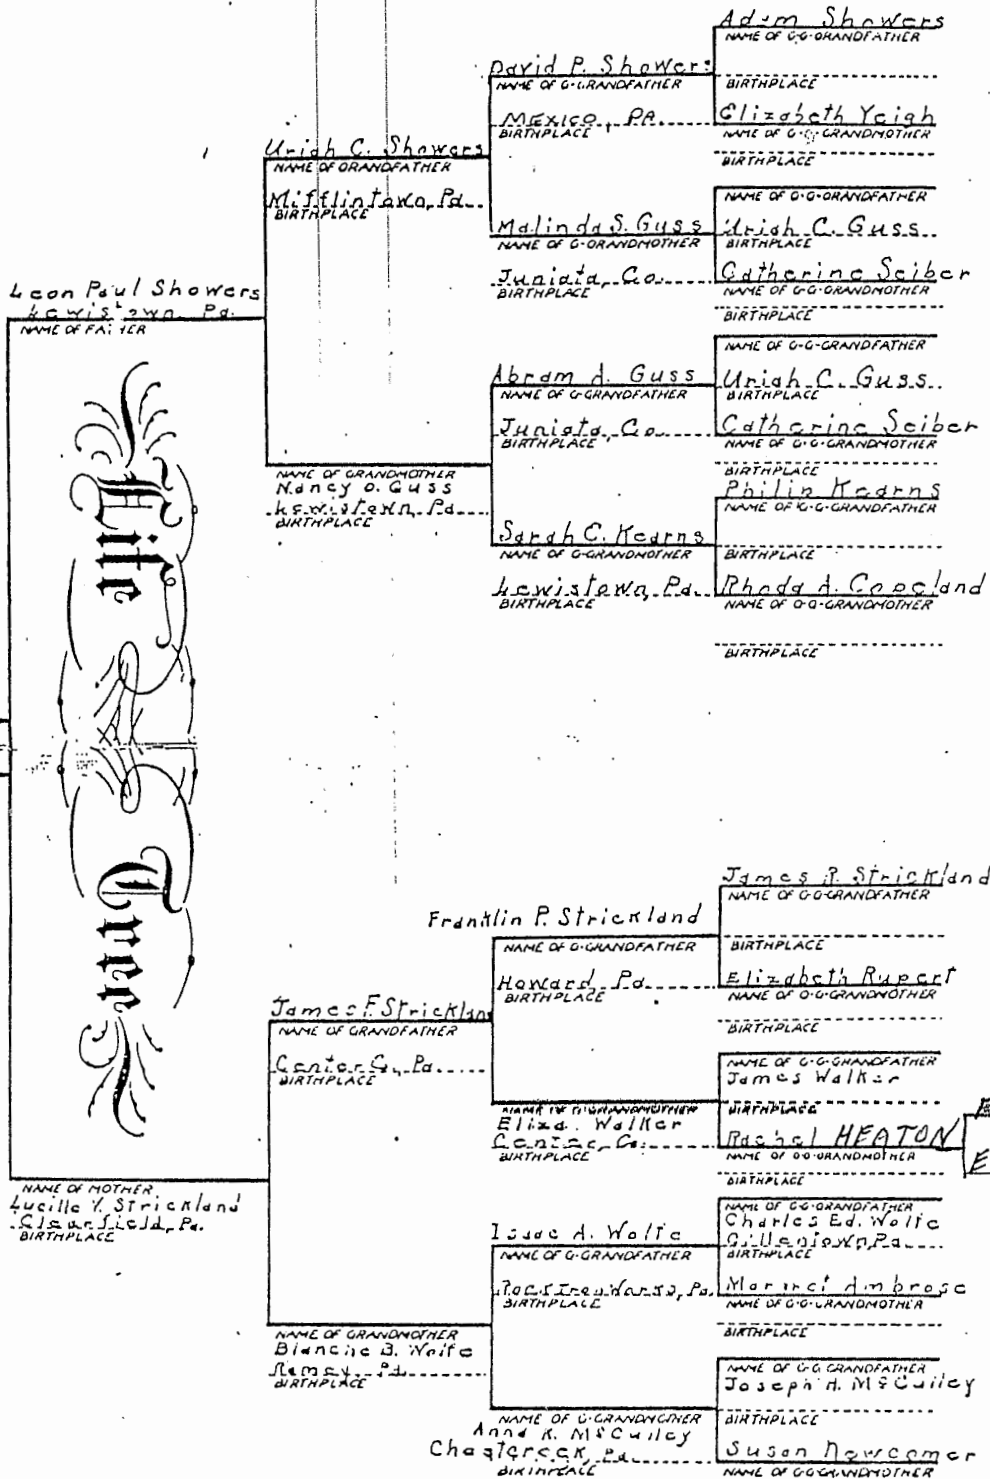 Adam Showers
NAME OF G-G-GRANDFATHER
BIRTHPLACE
David P. Showers
NAME OF G-GRANDFATHER
MEXICO, PA.
BIRTHPLACE
Elizabeth Yeigh
NAME OF G-G-GRANDMOTHER
BIRTHPLACE
Uriah C. Showers
NAME OF GRANDFATHER
Mifflintown, Pa.
BIRTHPLACE
NAME OF G-G-GRANDFATHER
Uriah C. Guss
BIRTHPLACE
Malinda S. Guss
NAME OF G-GRANDMOTHER
Juniata, Co.
BIRTHPLACE
Catherine Seiber
NAME OF G-G-GRANDMOTHER
BIRTHPLACE
Leon Paul Showers
Lewistown, Pa.
NAME OF FATHER
NAME OF G-G-GRANDFATHER
Uriah C. Guss
BIRTHPLACE
Abram A. Guss
NAME OF G-GRANDFATHER
Juniata, Co.
BIRTHPLACE
Catherine Seiber
NAME OF G-G-GRANDMOTHER
BIRTHPLACE
NAME OF GRANDMOTHER
Nancy O. Guss
Lewistown, Pa.
BIRTHPLACE
Philip Kearns
NAME OF G-G-GRANDFATHER
BIRTHPLACE
Sarah C. Kearns
NAME OF G-GRANDMOTHER
Lewistown, Pa.
BIRTHPLACE
Rhoda A. Copeland
NAME OF G-G-GRANDMOTHER
BIRTHPLACE
Life Tree
James R. Strickland
NAME OF G-G-GRANDFATHER
BIRTHPLACE
Franklin P. Strickland
NAME OF G-GRANDFATHER
Howard Pa.
BIRTHPLACE
Elizabeth Rupert
NAME OF G-G-GRANDMOTHER
BIRTHPLACE
James F. Strickland
NAME OF GRANDFATHER
Center Co, Pa.
BIRTHPLACE
NAME OF G-G-GRANDFATHER
James Walker
BIRTHPLACE
NAME OF G-GRANDMOTHER
Eliza. Walker
Center, Co.
BIRTHPLACE
Rachel HEATON
NAME OF G-G-GRANDMOTHER
BIRTHPLACE
E
NAME OF MOTHER
Lucille V. Strickland
Clearfield, Pa.
BIRTHPLACE
NAME OF G-G-GRANDFATHER
Charles Ed. Wolfe
Gillentown, Pa.
BIRTHPLACE
Isaac A. Wolfe
NAME OF G-GRANDFATHER
Rock Iron Works, Pa.
BIRTHPLACE
Ambrose
NAME OF G-G-GRANDMOTHER
BIRTHPLACE
NAME OF GRANDMOTHER
Blanche B. Wolfe
Ramey, Pa.
BIRTHPLACE
NAME OF G-G GRANDFATHER
Joseph H. McCulley
BIRTHPLACE
NAME OF G-GRANDMOTHER
Anna K. McCulley
Chestcreek, Pa.
BIRTHPLACE
Susan Newcomer
NAME OF G-G-GRANDMOTHER